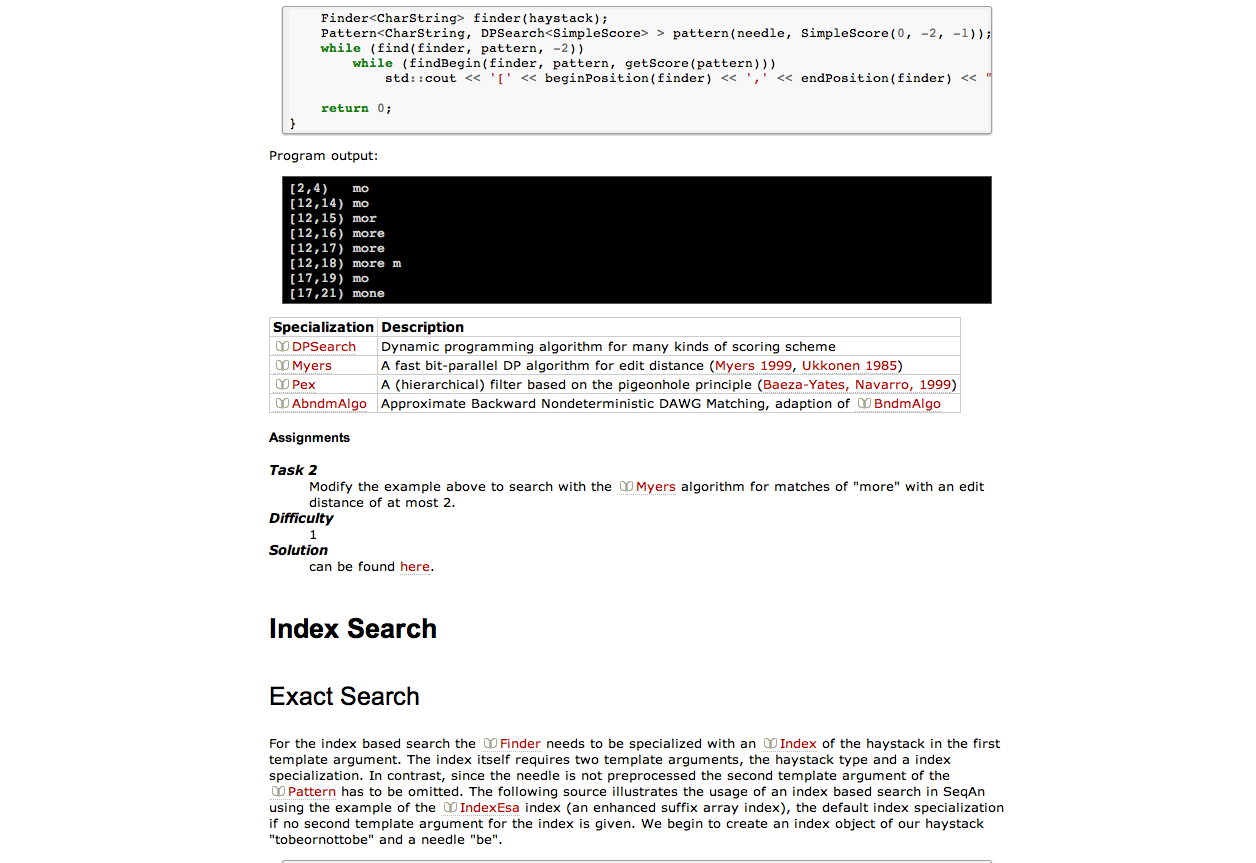 Finder<CharString> finder(haystack);
Pattern<CharString, DPSearch<SimpleScore> > pattern(needle, SimpleScore(0, -2, -1));
while (find(finder, pattern, -2))
while (findBegin(finder, pattern, getScore(pattern)))
std::cout << '[' << beginPosition(finder) << ',' << endPosition(finder) << "
return 0;
}
Program output:
[2,4)   mo
[12,14) mo
[12,15) mor
[12,16) more
[12,17) more
[12,18) more m
[17,19) mo
[17,21) mone
Specialization Description
DPSearch Dynamic programming algorithm for many kinds of scoring scheme
Myers A fast bit-parallel DP algorithm for edit distance (Myers 1999, Ukkonen 1985)
Pex A (hierarchical) filter based on the pigeonhole principle (Baeza-Yates, Navarro, 1999)
AbndmAlgo Approximate Backward Nondeterministic DAWG Matching, adaption of BndmAlgo
Assignments
Task 2
Modify the example above to search with the Myers algorithm for matches of "more" with an edit
distance of at most 2.
Difficulty
1
Solution
can be found here.
Index Search
Exact Search
For the index based search the Finder needs to be specialized with an Index of the haystack in the first
template argument. The index itself requires two template arguments, the haystack type and a index
specialization. In contrast, since the needle is not preprocessed the second template argument of the
Pattern has to be omitted. The following source illustrates the usage of an index based search in SeqAn
using the example of the IndexEsa index (an enhanced suffix array index), the default index specialization
if no second template argument for the index is given. We begin to create an index object of our haystack
"tobeornottobe" and a needle "be".